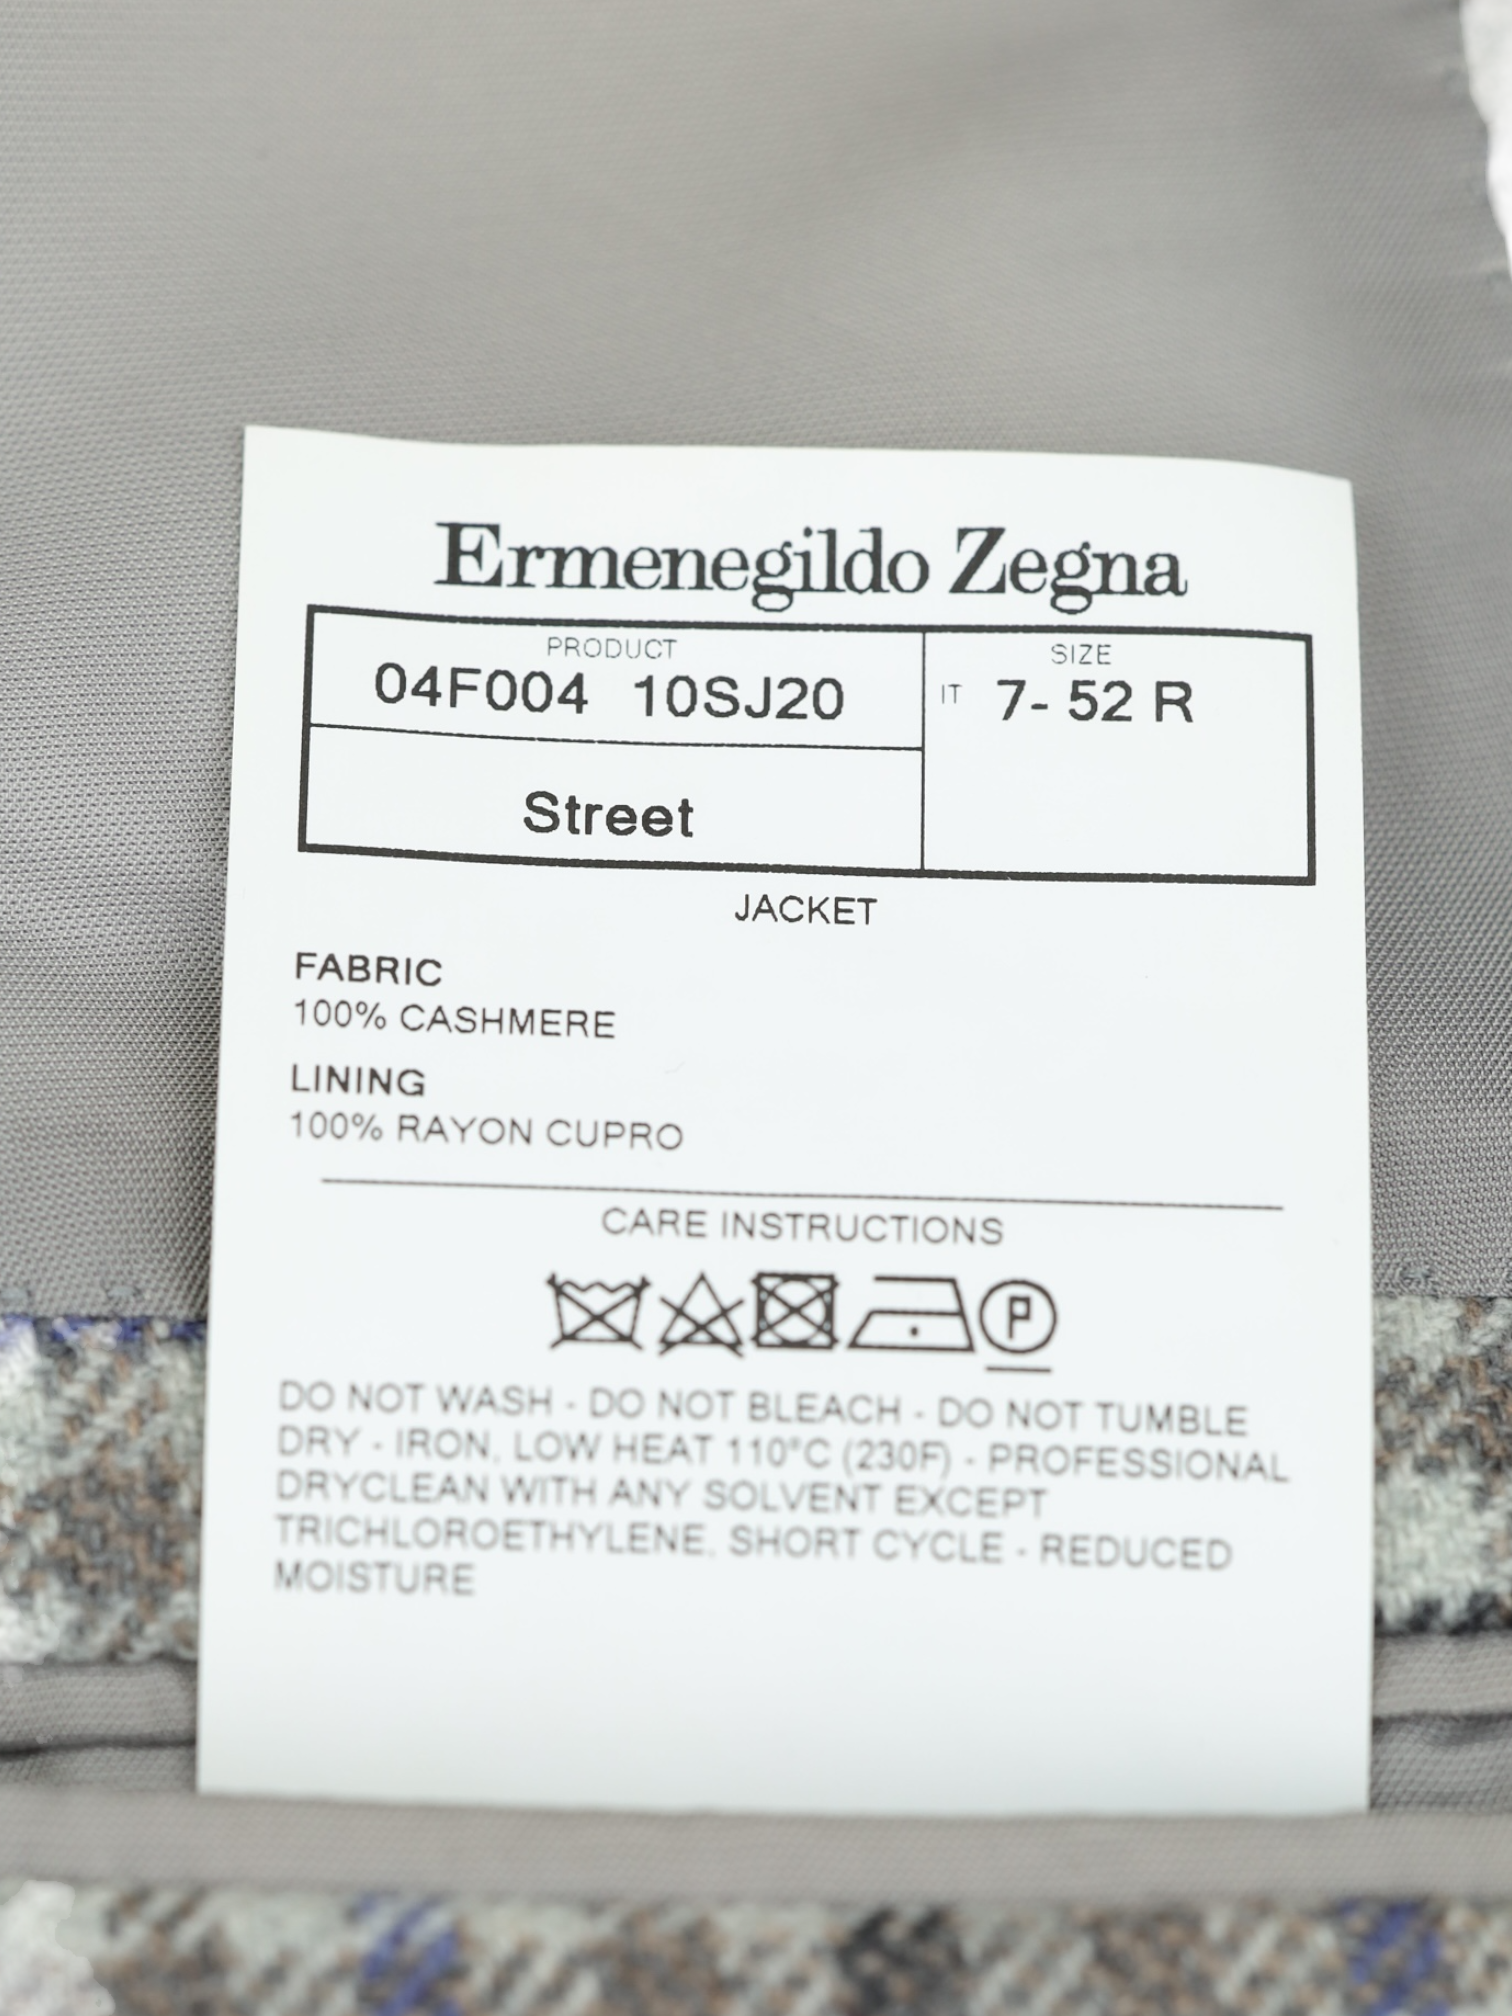 Ermenegildo Zegna
PRODUCT
04F004 10SJ20
SIZE
IT 7- 52 R
Street
JACKET
FABRIC
100% CASHMERE
LINING
100% RAYON CUPRO
CARE INSTRUCTIONS
P
DO NOT WASH - DO NOT BLEACH - DO NOT TUMBLE
DRY - IRON, LOW HEAT 110°C (230F) - PROFESSIONAL
DRYCLEAN WITH ANY SOLVENT EXCEPT
TRICHLOROETHYLENE, SHORT CYCLE - REDUCED
MOISTURE